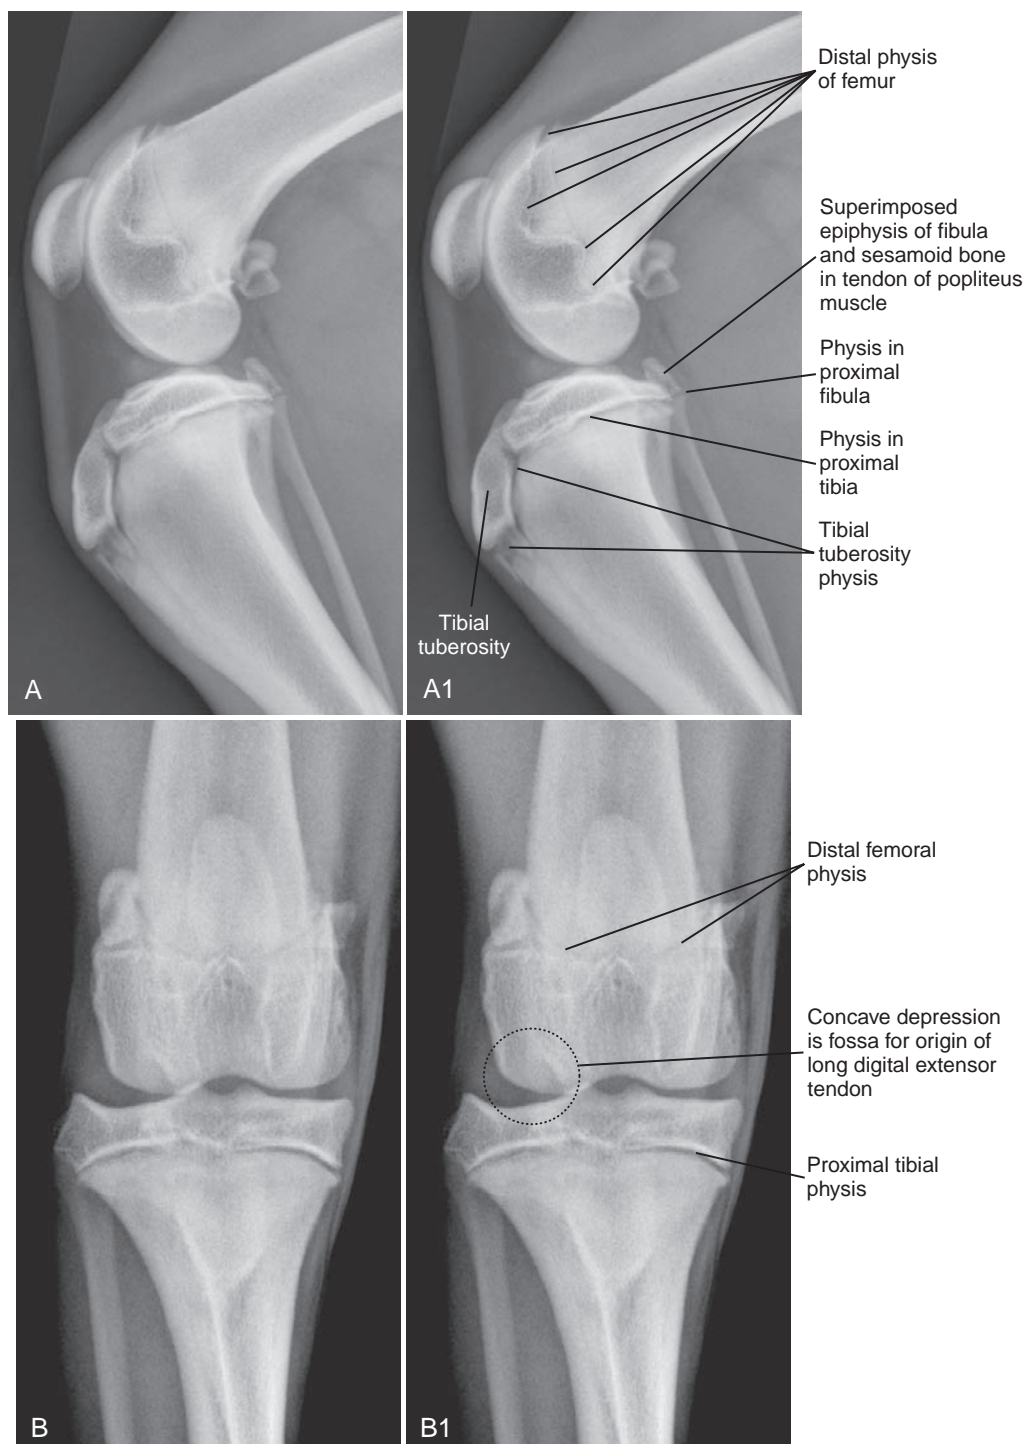 Distal physis
of femur
Superimposed
epiphysis of fibula
and sesamoid bone
in tendon of popliteus
muscle
Physis in
proximal
fibula
Physis in
proximal
tibia
Tibial
tuberosity
physis
Tibial
tuberosity
A
A1
Distal femoral
physis
Concave depression
is fossa for origin of
long digital extensor
tendon
Proximal tibial
physis
B
B1